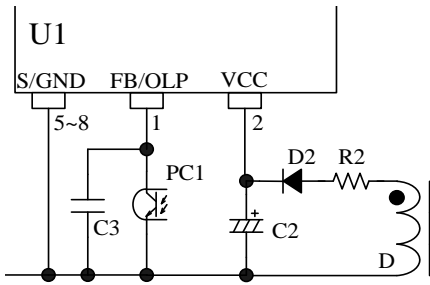 U1
S/GND FB/OLP VCC
5~8 1 2
D2 R2
PC1
C3 + C2
D